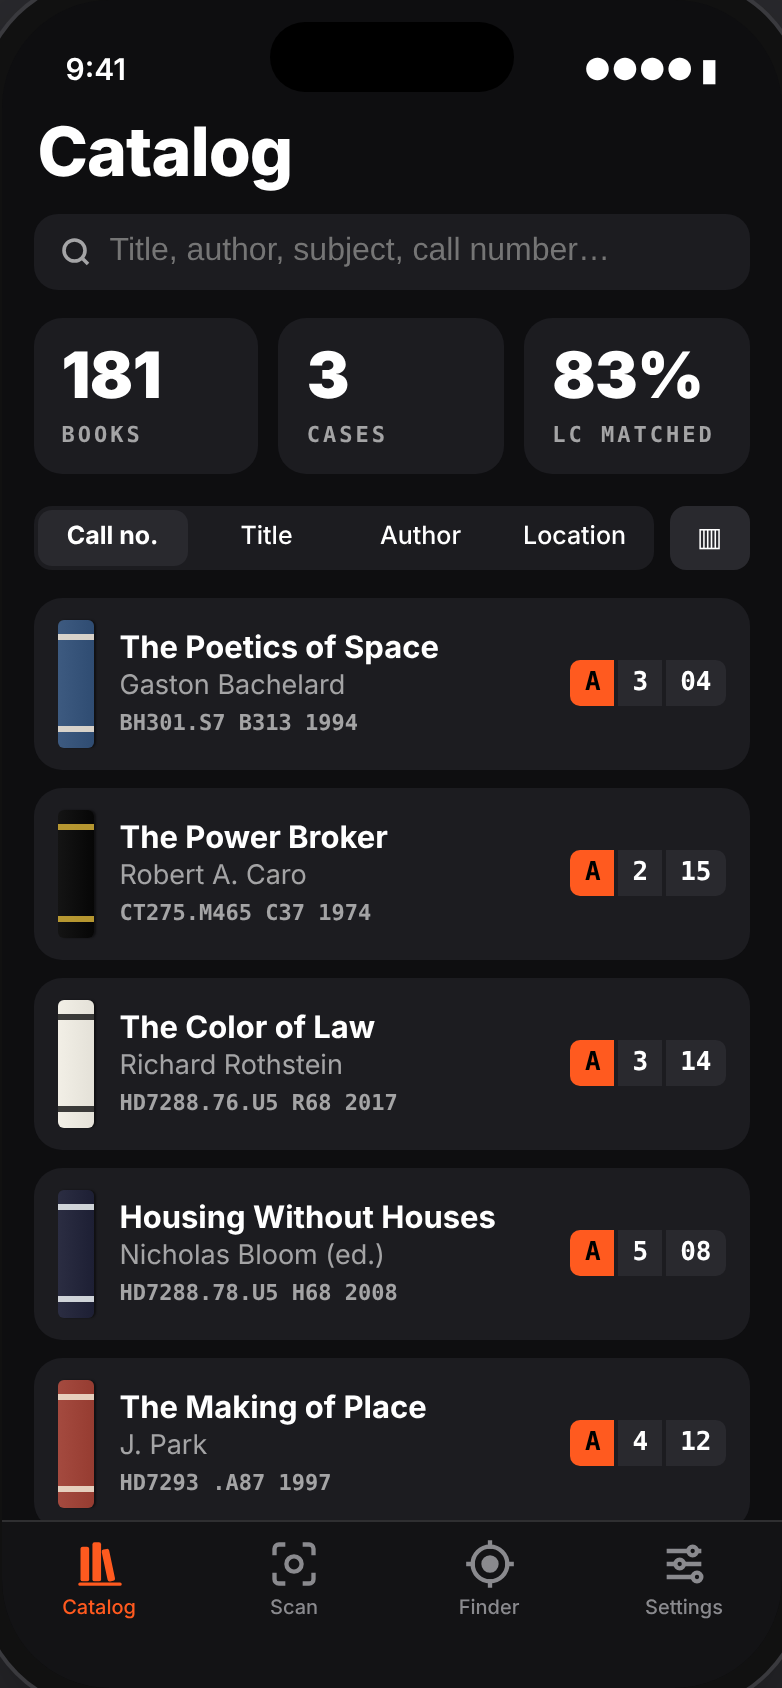 9:41
Catalog
Title, author, subject, call number…
181
BOOKS
3
CASES
83%
LC MATCHED
Call no. Title Author Location
The Poetics of Space
Gaston Bachelard
BH301.S7 B313 1994
A 3 04
The Power Broker
Robert A. Caro
CT275.M465 C37 1974
A 2 15
The Color of Law
Richard Rothstein
HD7288.76.U5 R68 2017
A 3 14
Housing Without Houses
Nicholas Bloom (ed.)
HD7288.78.U5 H68 2008
A 5 08
The Making of Place
J. Park
HD7293 .A87 1997
A 4 12
Catalog Scan Finder Settings